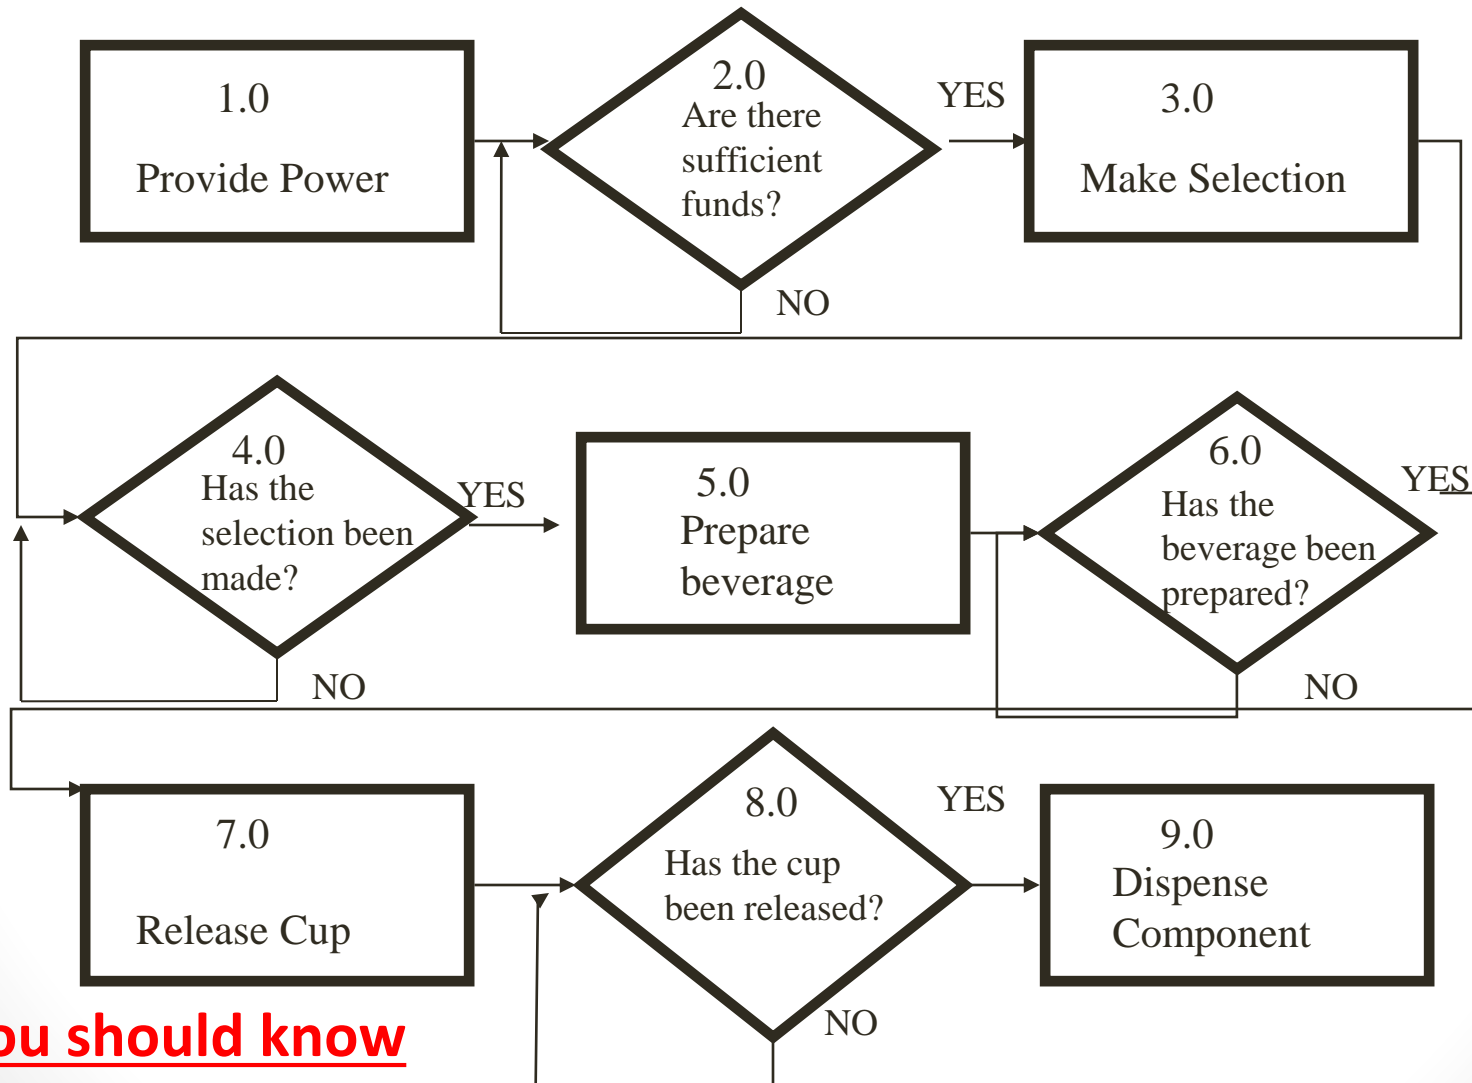 1.0
Provide Power
2.0
Are there
sufficient
funds?
YES
NO
3.0
Make Selection
4.0
Has the
selection been
made?
YES
NO
5.0
Prepare
beverage
6.0
Has the
beverage been
prepared?
YES
NO
7.0
Release Cup
8.0
Has the cup
been released?
YES
NO
9.0
Dispense
Component
ou should know